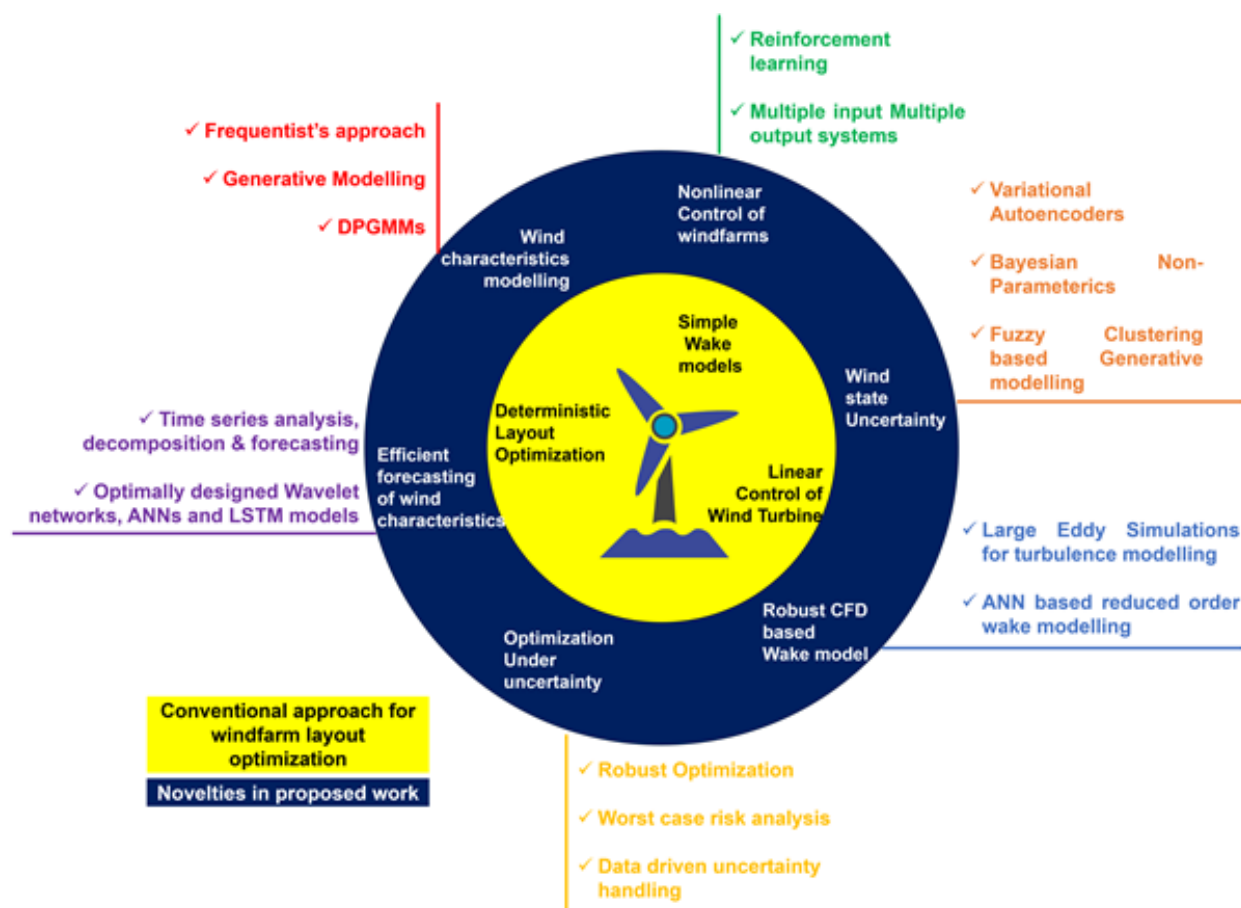 ✓ Reinforcement
learning
✓ Multiple input Multiple
output systems
✓ Frequentist's approach
✓ Generative Modelling
✓ DPGMMs
✓ Variational
Autoencoders
✓ Bayesian Non-
Parameterics
✓ Fuzzy Clustering
based Generative
modelling
Nonlinear
Control of
windfarms
Wind
characteristics
modelling
Simple
Wake
models
Wind
state
Uncertainty
Deterministic
Layout
Optimization
Linear
Control of
Wind Turbine
Efficient
forecasting
of wind
characteristics
✓ Time series analysis,
decomposition & forecasting
✓ Optimally designed Wavelet
networks, ANNs and LSTM models
✓ Large Eddy Simulations
for turbulence modelling
✓ ANN based reduced order
wake modelling
Robust CFD
based
Wake model
Optimization
Under
uncertainty
Conventional approach for
windfarm layout
optimization
Novelties in proposed work
✓ Robust Optimization
✓ Worst case risk analysis
✓ Data driven uncertainty
handling